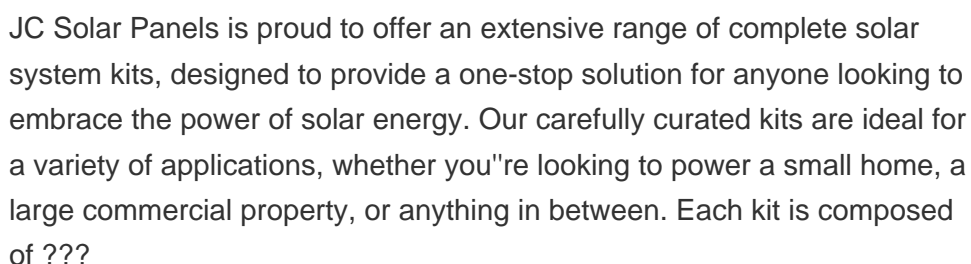 JC Solar Panels is proud to offer an extensive range of complete solar
system kits, designed to provide a one-stop solution for anyone looking to
embrace the power of solar energy. Our carefully curated kits are ideal for
a variety of applications, whether you''re looking to power a small home, a
large commercial property, or anything in between. Each kit is composed
of ???